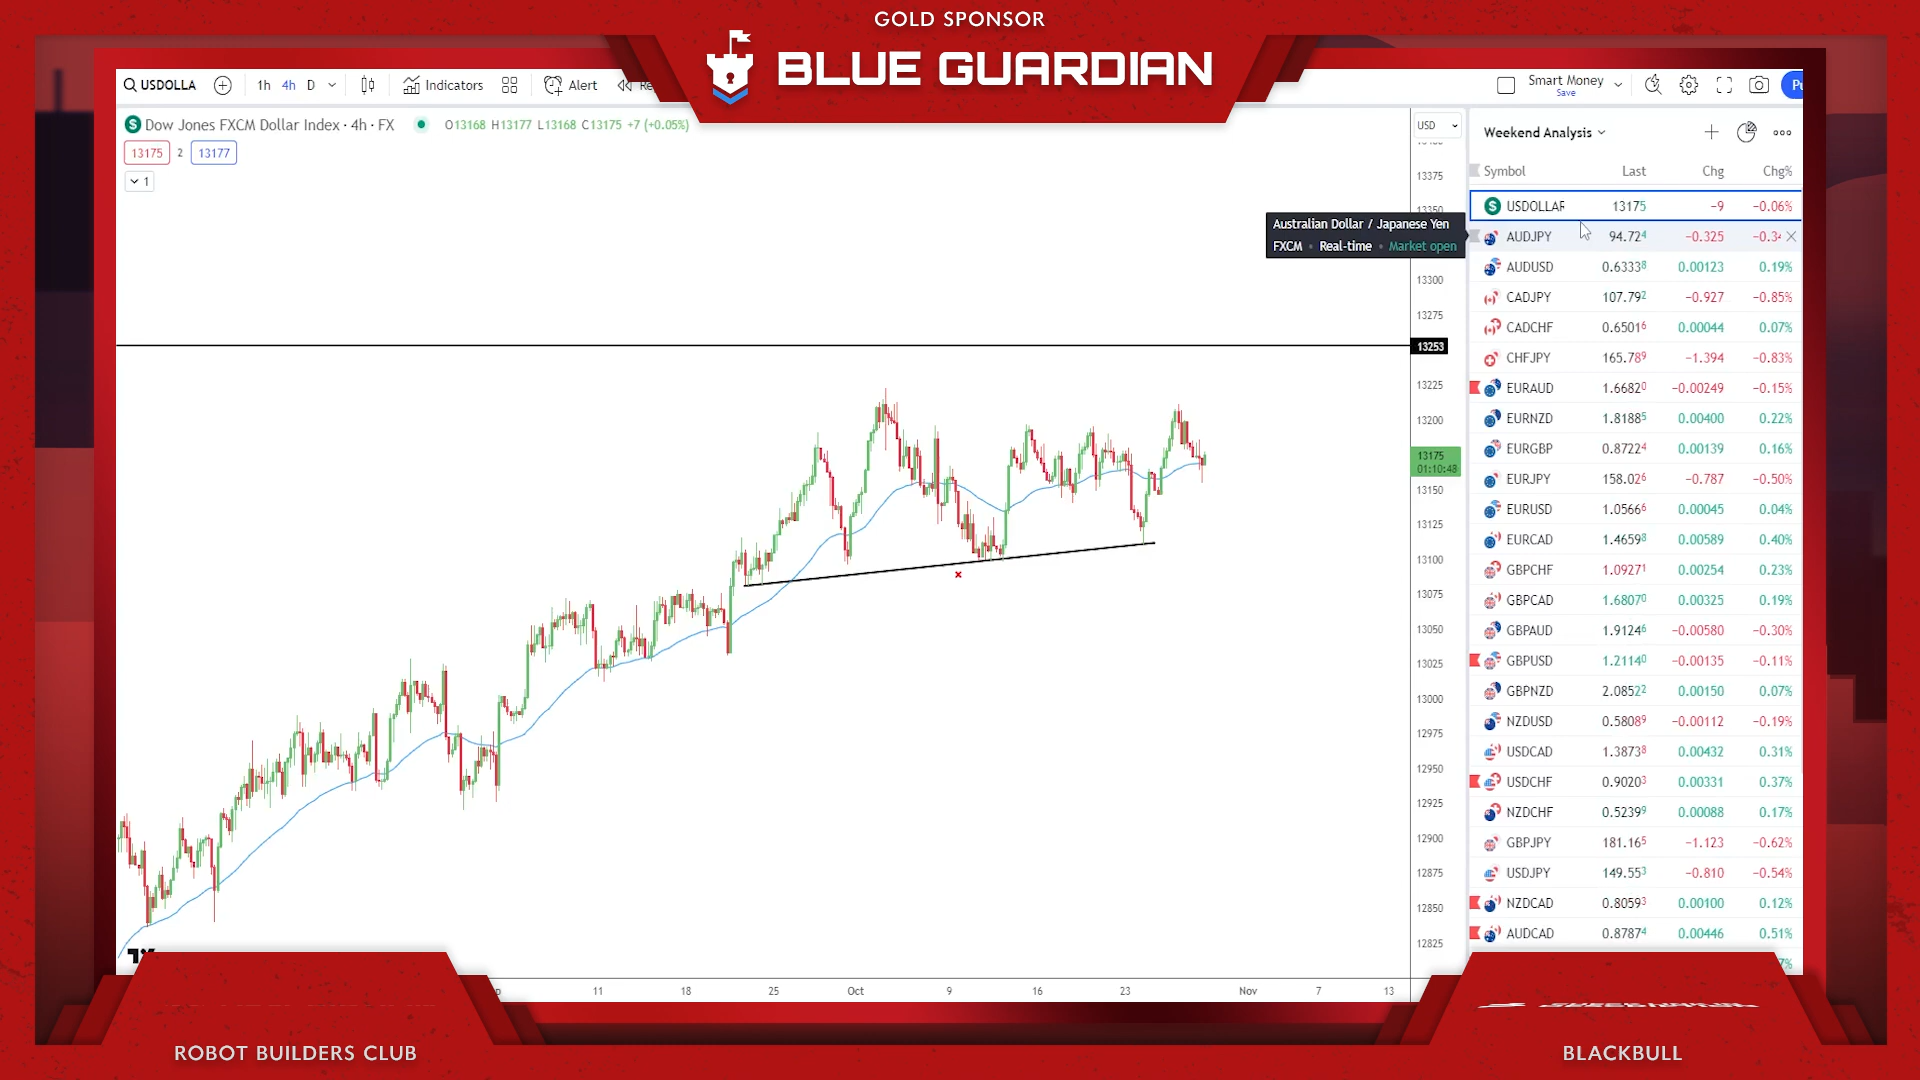 GOLD SPONSOR
BLUE GUARDIAN
USDOLLA
1h 4h D
Indicators
Alert
Re
Smart Money
Save
Dow Jones FXCM Dollar Index · 4h · FX
O13168 H13177 L13168 C13175 +7 (+0.05%)
13175 2 13177
1
USD
13375
13350
13300
13275
13253
13225
13200
13175
01:10:48
13150
13125
13100
13075
13050
13025
13000
12975
12950
12925
12900
12875
12850
12825
11 18 25 Oct 9 16 23 Nov 7 13
Australian Dollar / Japanese Yen
FXCM • Real-time • Market open
Weekend Analysis
Symbol Last Chg Chg%
USDOLLAR 13175 −9 −0.06%
AUDJPY 94.724 −0.325 −0.34
AUDUSD 0.63338 0.00123 0.19%
CADJPY 107.792 −0.927 −0.85%
CADCHF 0.65016 0.00044 0.07%
CHFJPY 165.789 −1.394 −0.83%
EURAUD 1.66820 −0.00249 −0.15%
EURNZD 1.81885 0.00400 0.22%
EURGBP 0.87224 0.00139 0.16%
EURJPY 158.026 −0.787 −0.50%
EURUSD 1.05666 0.00045 0.04%
EURCAD 1.46598 0.00589 0.40%
GBPCHF 1.09271 0.00254 0.23%
GBPCAD 1.68070 0.00325 0.19%
GBPAUD 1.91246 −0.00580 −0.30%
GBPUSD 1.21140 −0.00135 −0.11%
GBPNZD 2.08522 0.00150 0.07%
NZDUSD 0.58089 −0.00112 −0.19%
USDCAD 1.38738 0.00432 0.31%
USDCHF 0.90203 0.00331 0.37%
NZDCHF 0.52399 0.00088 0.17%
GBPJPY 181.165 −1.123 −0.62%
USDJPY 149.553 −0.810 −0.54%
NZDCAD 0.80593 0.00100 0.12%
AUDCAD 0.87874 0.00446 0.51%
ROBOT BUILDERS CLUB
BLACKBULL